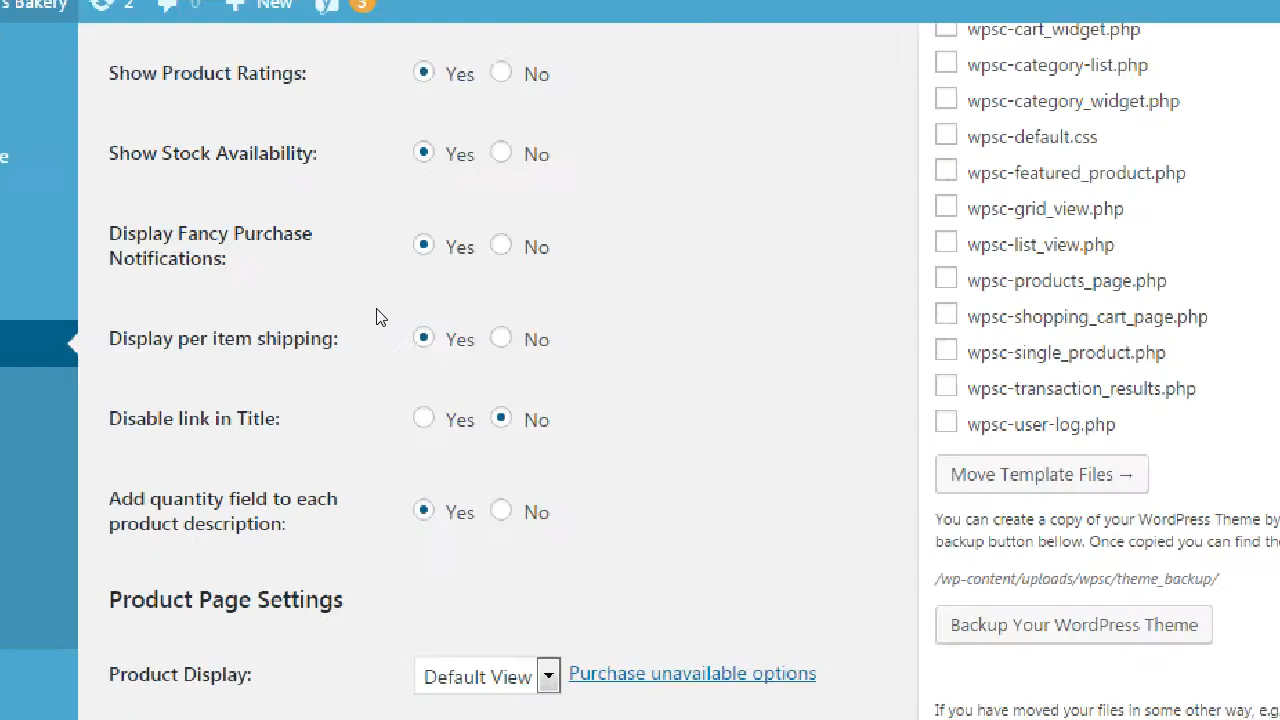 s Bakery 2 0 New 3
e
Show Product Ratings: Yes No
Show Stock Availability: Yes No
Display Fancy Purchase
Notifications: Yes No
Display per item shipping: Yes No
Disable link in Title: Yes No
Add quantity field to each
product description: Yes No
Product Page Settings
Product Display: Default View Purchase unavailable options
wpsc-cart_widget.php
wpsc-category-list.php
wpsc-category_widget.php
wpsc-default.css
wpsc-featured_product.php
wpsc-grid_view.php
wpsc-list_view.php
wpsc-products_page.php
wpsc-shopping_cart_page.php
wpsc-single_product.php
wpsc-transaction_results.php
wpsc-user-log.php
Move Template Files →
You can create a copy of your WordPress Theme by
backup button bellow. Once copied you can find the
/wp-content/uploads/wpsc/theme_backup/
Backup Your WordPress Theme
If you have moved your files in some other way, e.g.